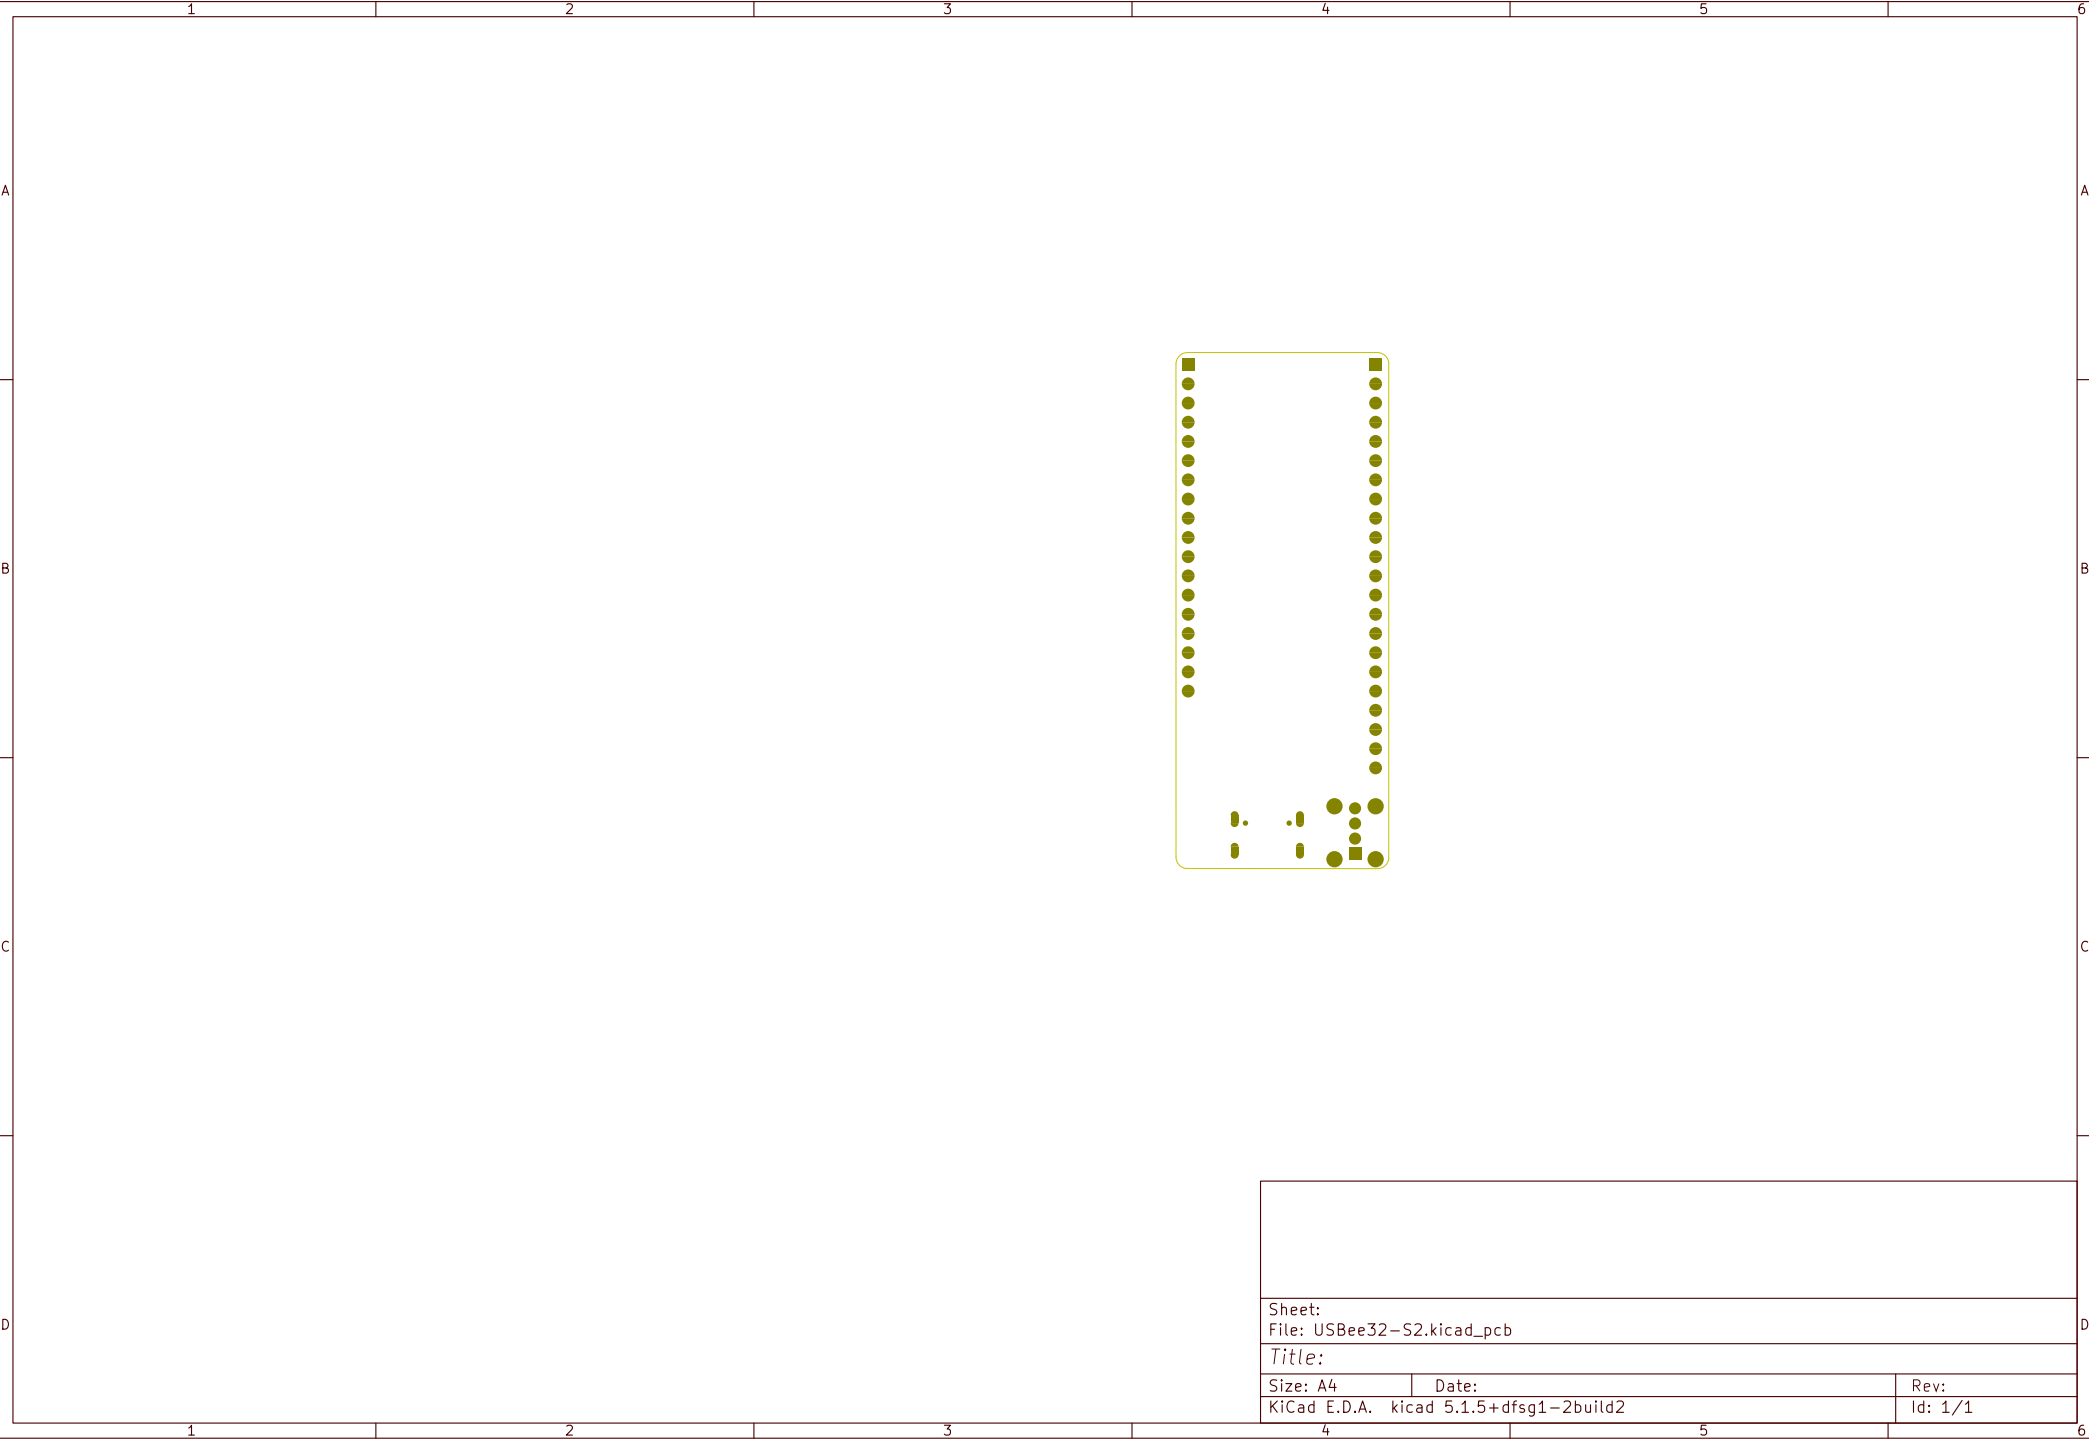 1 2 3 4 5 6
A A
B B
C C
D D
Sheet:
File: USBee32-S2.kicad_pcb
Title:
Size: A4 Date: Rev:
KiCad E.D.A. kicad 5.1.5+dfsg1-2build2 Id: 1/1
1 2 3 4 5 6